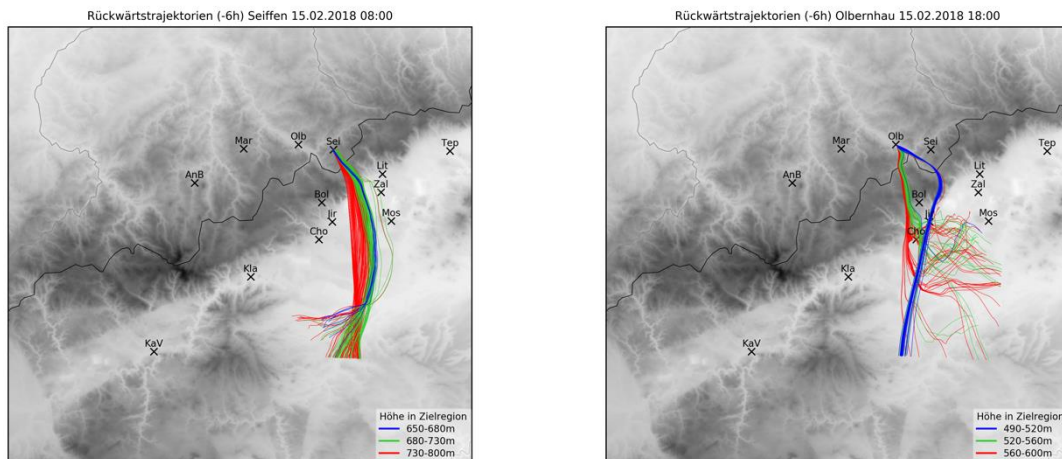 Rückwärtstrajektorien (-6h) Seiffen 15.02.2018 08:00
Mar
Olb
Sei
Tep
Lit
AnB
Zal
Bol
Jir
Mos
Cho
Kla
KaV
Höhe in Zielregion
650-680m
680-730m
730-800m
Rückwärtstrajektorien (-6h) Olbernhau 15.02.2018 18:00
Mar
Olb
Sei
Tep
Lit
AnB
Zal
Bol
Jir
Mos
Cho
Kla
KaV
Höhe in Zielregion
490-520m
520-560m
560-600m